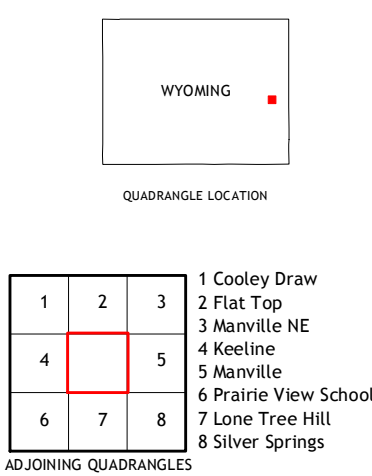 WYOMING
QUADRANGLE LOCATION
1 2 3
4 5
6 7 8
1 Cooley Draw
2 Flat Top
3 Manville NE
4 Keeline
5 Manville
6 Prairie View School
7 Lone Tree Hill
8 Silver Springs
ADJOINING QUADRANGLES